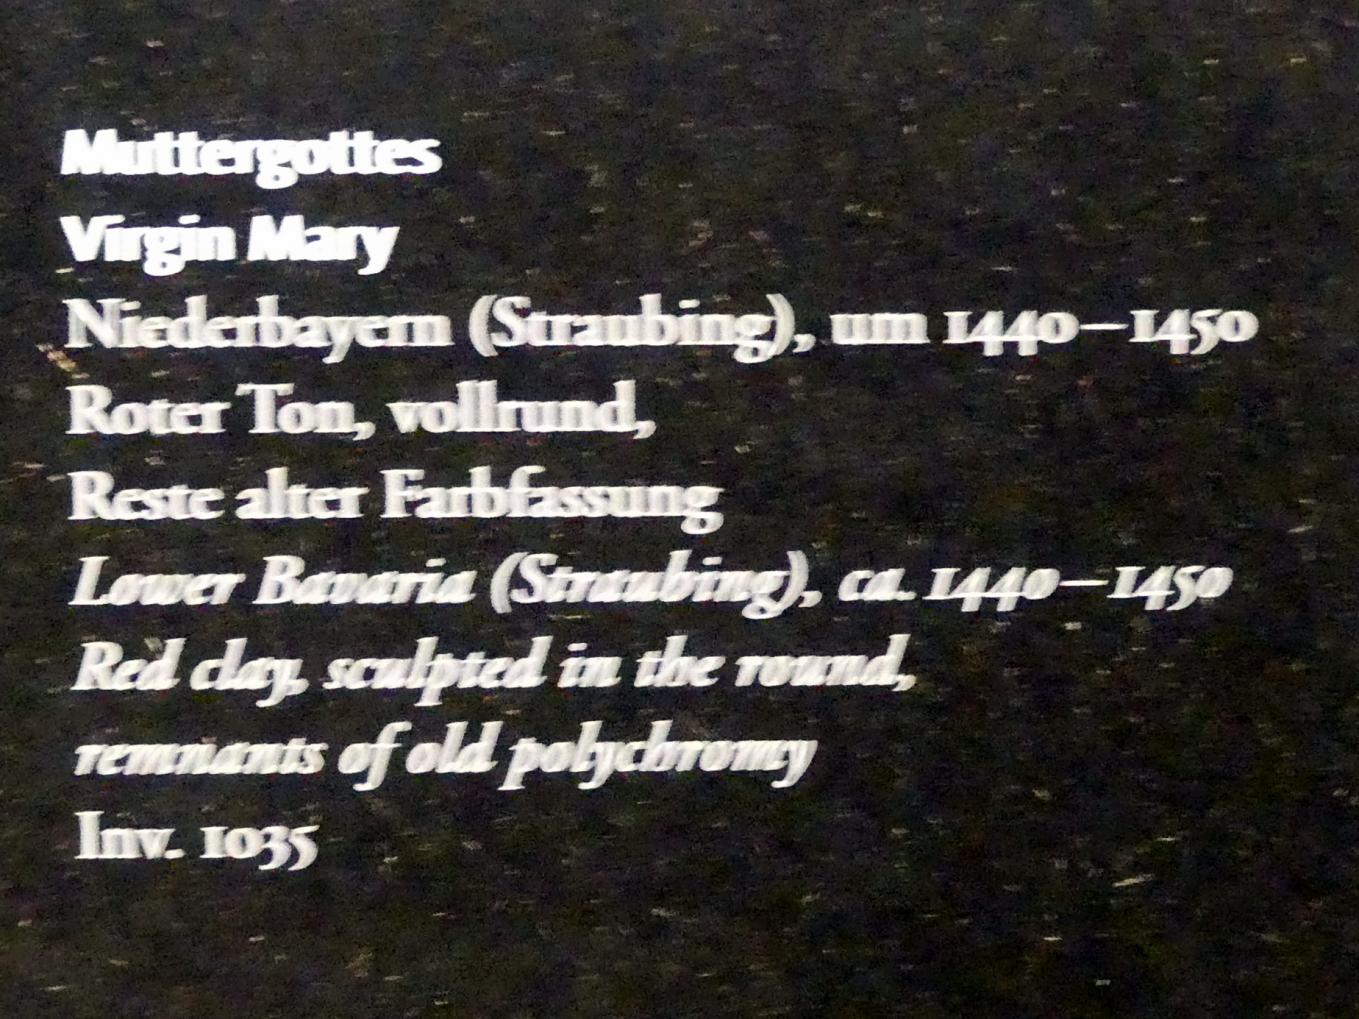 Muttergottes
Virgin Mary
Niederbayern (Straubing), um 1440–1450
Roter Ton, vollrund,
Reste alter Farbfassung
Lower Bavaria (Straubing), ca. 1440–1450
Red clay, sculpted in the round,
remnants of old polychromy
Inv. 1035